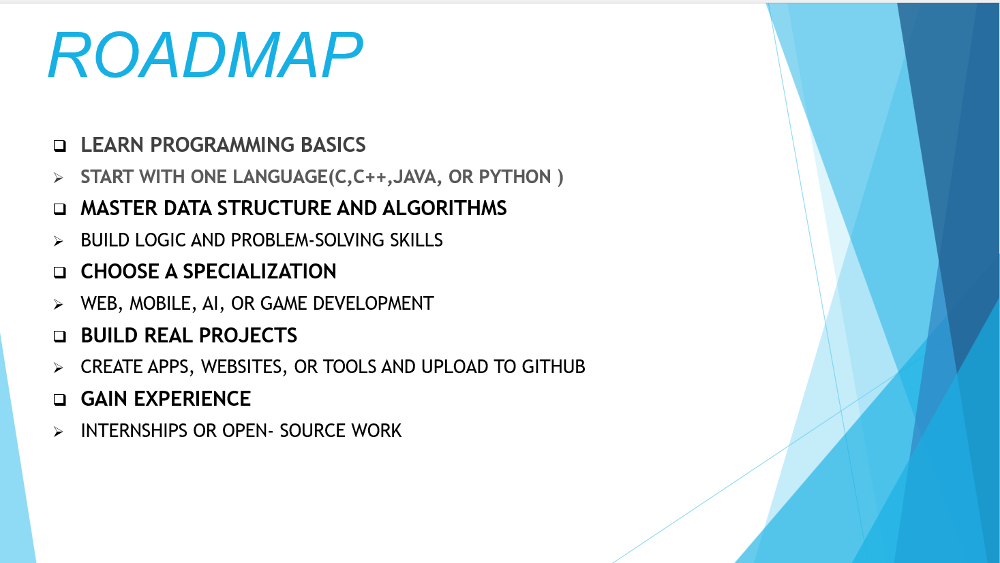 ROADMAP
LEARN PROGRAMMING BASICS
START WITH ONE LANGUAGE(C,C++,JAVA, OR PYTHON )
MASTER DATA STRUCTURE AND ALGORITHMS
BUILD LOGIC AND PROBLEM-SOLVING SKILLS
CHOOSE A SPECIALIZATION
WEB, MOBILE, AI, OR GAME DEVELOPMENT
BUILD REAL PROJECTS
CREATE APPS, WEBSITES, OR TOOLS AND UPLOAD TO GITHUB
GAIN EXPERIENCE
INTERNSHIPS OR OPEN- SOURCE WORK